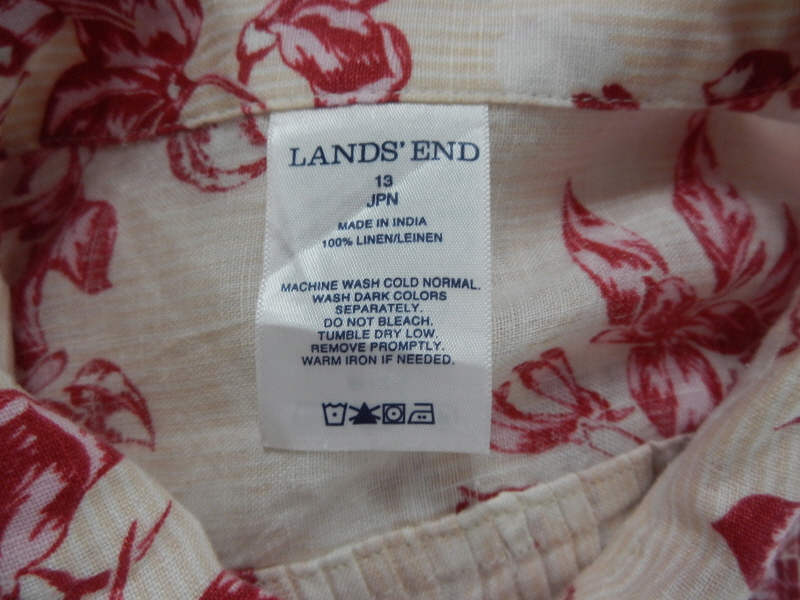 LANDS' END
13
JPN
MADE IN INDIA
100% LINEN/LEINEN
MACHINE WASH COLD NORMAL.
WASH DARK COLORS
SEPARATELY.
DO NOT BLEACH.
TUMBLE DRY LOW.
REMOVE PROMPTLY.
WARM IRON IF NEEDED.